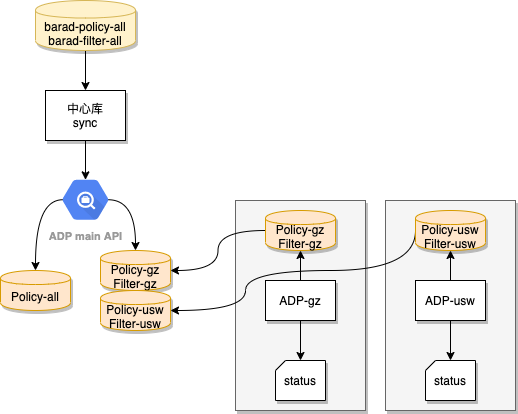 barad-policy-all
barad-filter-all
中心库
sync
ADP main API
Policy-all
Policy-gz
Filter-gz
Policy-usw
Filter-usw
Policy-gz
Filter-gz
ADP-gz
status
Policy-usw
Filter-usw
ADP-usw
status